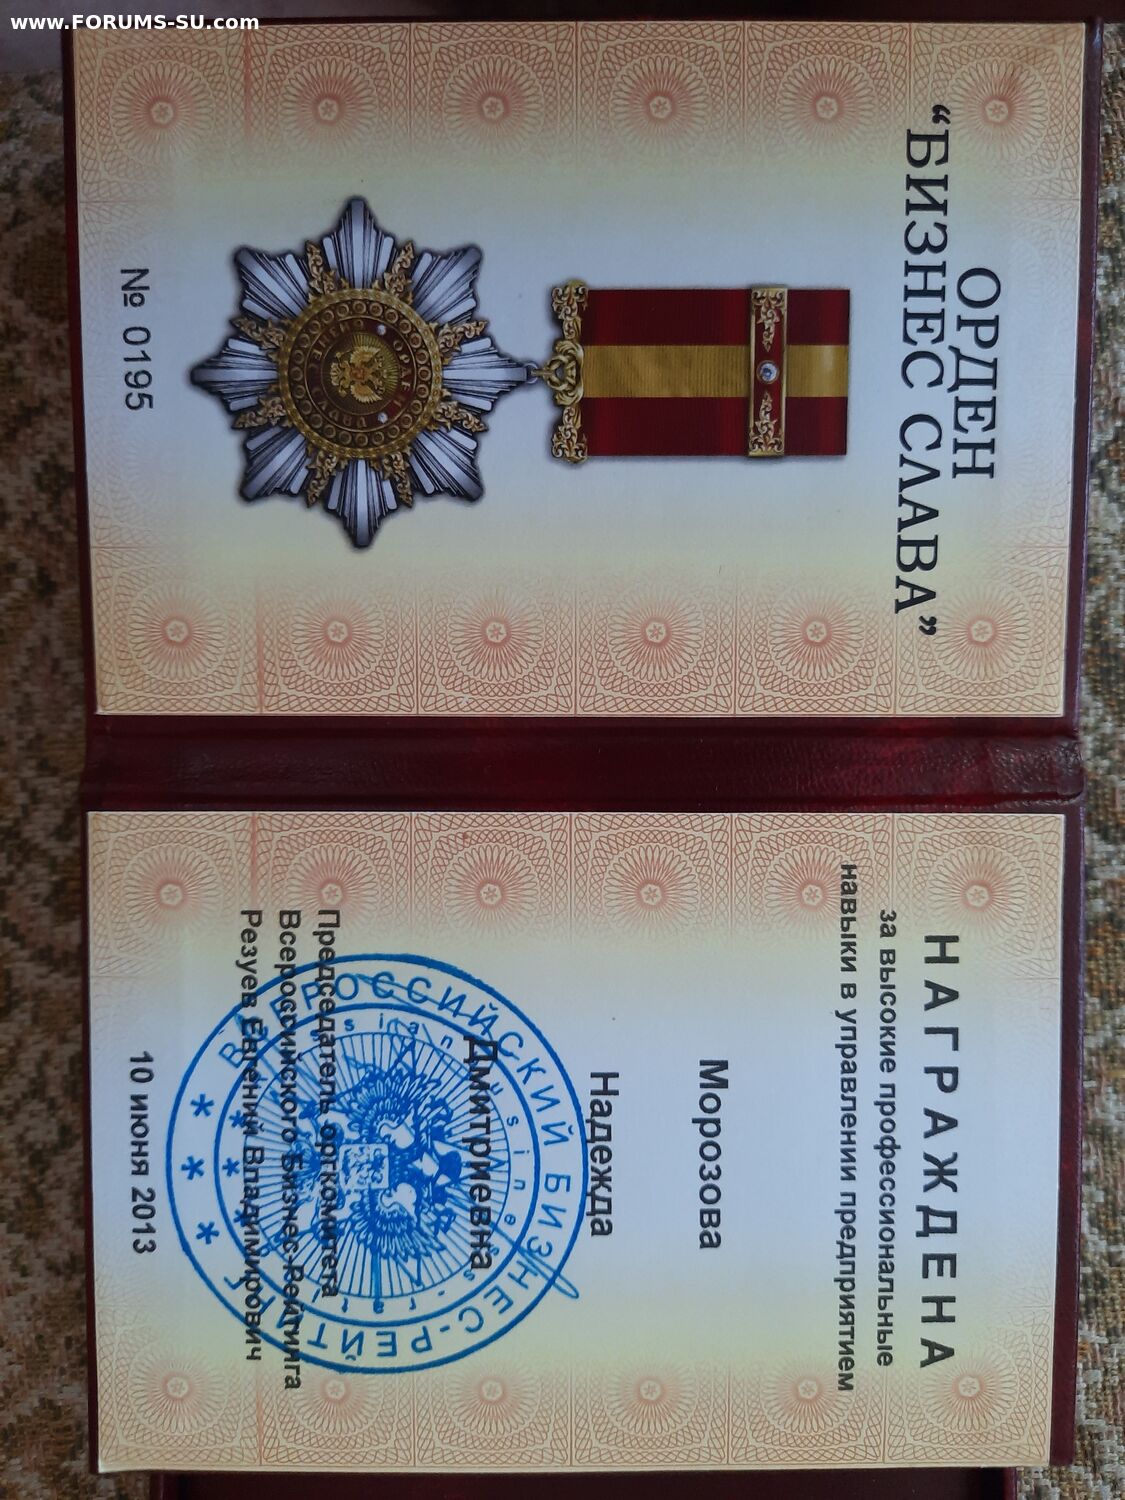 www.FORUMS-SU.com
ОРДЕН
“БИЗНЕС СЛАВА”
№ 0195
НАГРАЖДЕНА
за высокие профессиональные
навыки в управлении предприятием
Морозова
Надежда
Дмитриевна
Председатель оргкомитета
Всероссийского Бизнес-Рейтинга
Резуев Евгений Владимирович
10 июня 2013
ВСЕРОССИЙСКИЙ БИЗНЕС-РЕЙТИНГ